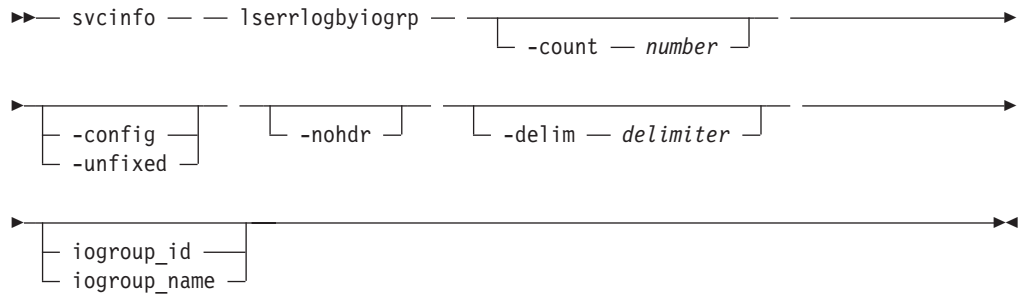 svcinfo lserrlogbyiogrp
-count number
-config -nohdr -delim delimiter
-unfixed
iogroup_id
iogroup_name